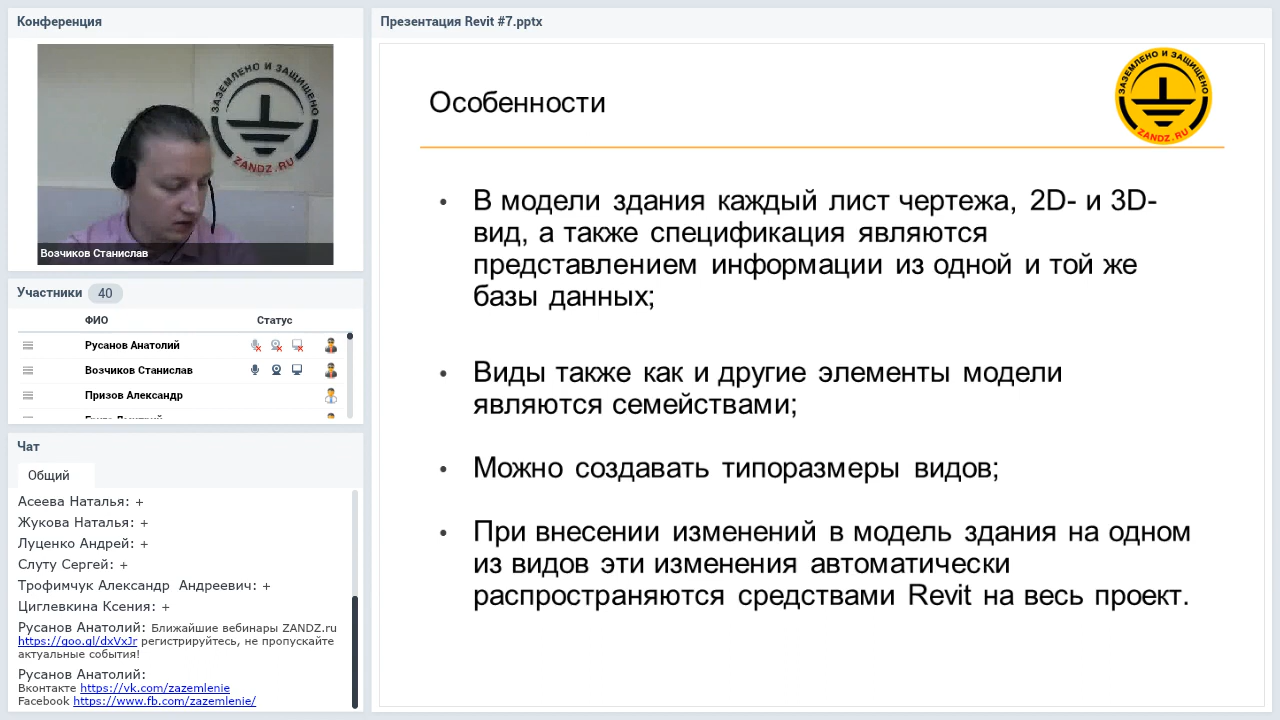 Конференция
ЗАЗЕМЛЕНО И ЗАЩИЩЕНО
ZANDZ.RU
Возчиков Станислав
Участники 40
ФИО Статус
Русанов Анатолий
Возчиков Станислав
Призов Александр
Чат
Общий
Асеева Наталья: +
Жукова Наталья: +
Луценко Андрей: +
Слуту Сергей: +
Трофимчук Александр Андреевич: +
Циглевкина Ксения: +
Русанов Анатолий: Ближайшие вебинары ZANDZ.ru
https://goo.gl/dxVxJr регистрируйтесь, не пропускайте
актуальные события!
Русанов Анатолий:
Вконтакте https://vk.com/zazemlenie
Facebook https://www.fb.com/zazemlenie/
Презентация Revit #7.pptx
Особенности
ЗАЗЕМЛЕНО И ЗАЩИЩЕНО
ZANDZ.RU
• В модели здания каждый лист чертежа, 2D- и 3D-
вид, а также спецификация являются
представлением информации из одной и той же
базы данных;
• Виды также как и другие элементы модели
являются семействами;
• Можно создавать типоразмеры видов;
• При внесении изменений в модель здания на одном
из видов эти изменения автоматически
распространяются средствами Revit на весь проект.